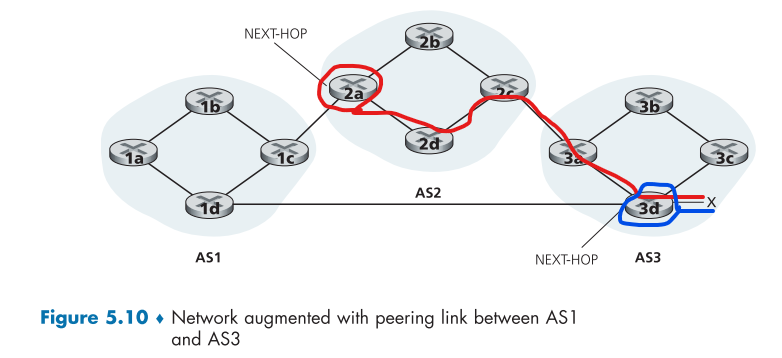 NEXT-HOP
2b
2a
2c
1b
3b
2d
1a
1c
3a
3c
AS2
1d
3d
X
AS1
NEXT-HOP
AS3
Figure 5.10 ♦ Network augmented with peering link between AS1
and AS3